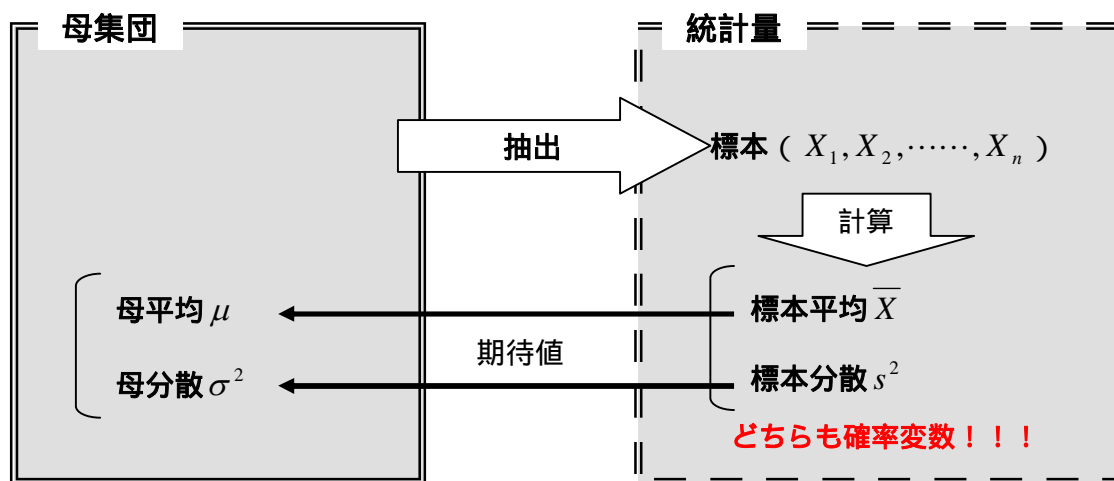 母集団
統計量
抽出
標本 ( X₁, X₂, ⋯⋯, Xₙ )
計算
母平均 μ
標本平均 X̅
期待値
母分散 σ²
標本分散 s²
どちらも確率変数！！！